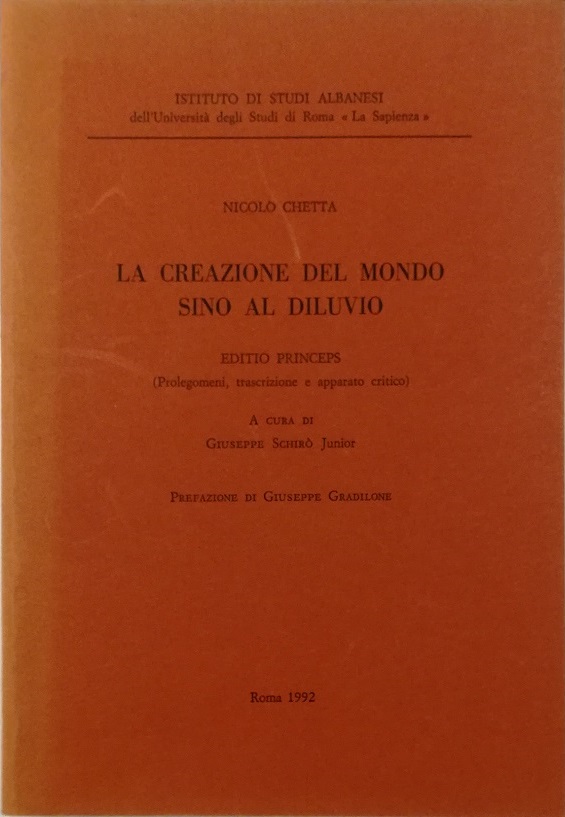 ISTITUTO DI STUDI ALBANESI
dell'Università degli Studi di Roma « La Sapienza »
NICOLÒ CHETTA
LA CREAZIONE DEL MONDO
SINO AL DILUVIO
EDITIO PRINCEPS
(Prolegomeni, trascrizione e apparato critico)
A CURA DI
GIUSEPPE SCHIRÒ Junior
PREFAZIONE DI GIUSEPPE GRADILONE
Roma 1992